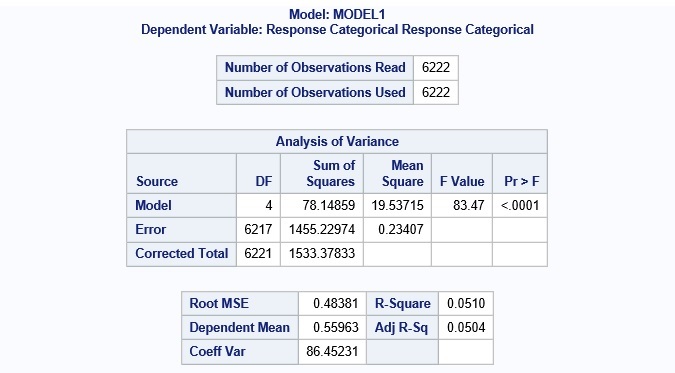 Model: MODEL1
Dependent Variable: Response Categorical Response Categorical
Number of Observations Read 6222
Number of Observations Used 6222
Analysis of Variance
Source DF Sum of Squares Mean Square F Value Pr > F
Model 4 78.14859 19.53715 83.47 <.0001
Error 6217 1455.22974 0.23407
Corrected Total 6221 1533.37833
Root MSE 0.48381 R-Square 0.0510
Dependent Mean 0.55963 Adj R-Sq 0.0504
Coeff Var 86.45231